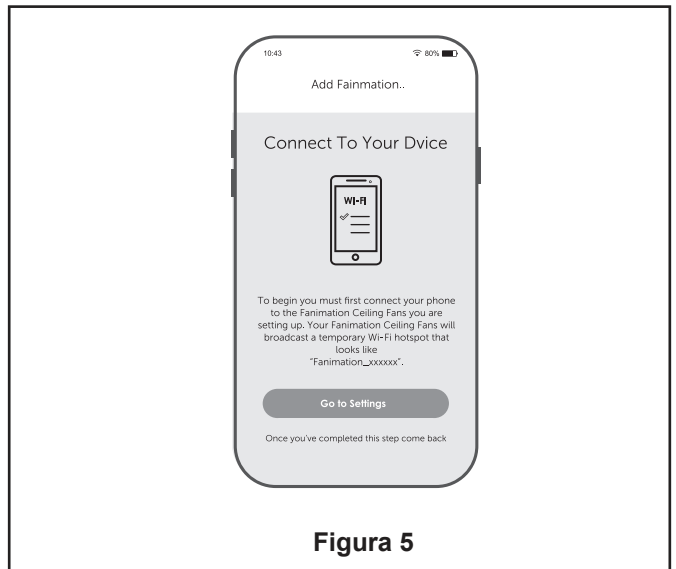 10:43 80%
Add Fainmation..
Connect To Your Dvice
WI-FI
To begin you must first connect your phone
to the Fanimation Ceiling Fans you are
setting up. Your Fanimation Ceiling Fans will
broadcast a temporary Wi-Fi hotspot that
looks like
“Fanimation_xxxxxx”.
Go to Settings
Once you’ve completed this step come back
Figura 5